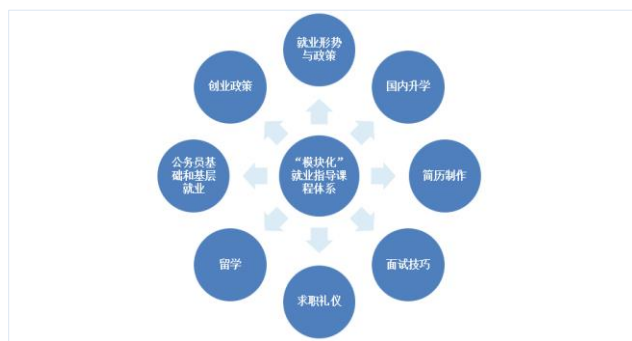 就业形势
与政策
国内升学
简历制作
面试技巧
求职礼仪
留学
公务员基
础和基层
就业
创业政策
“模块化”
就业指导课
程体系